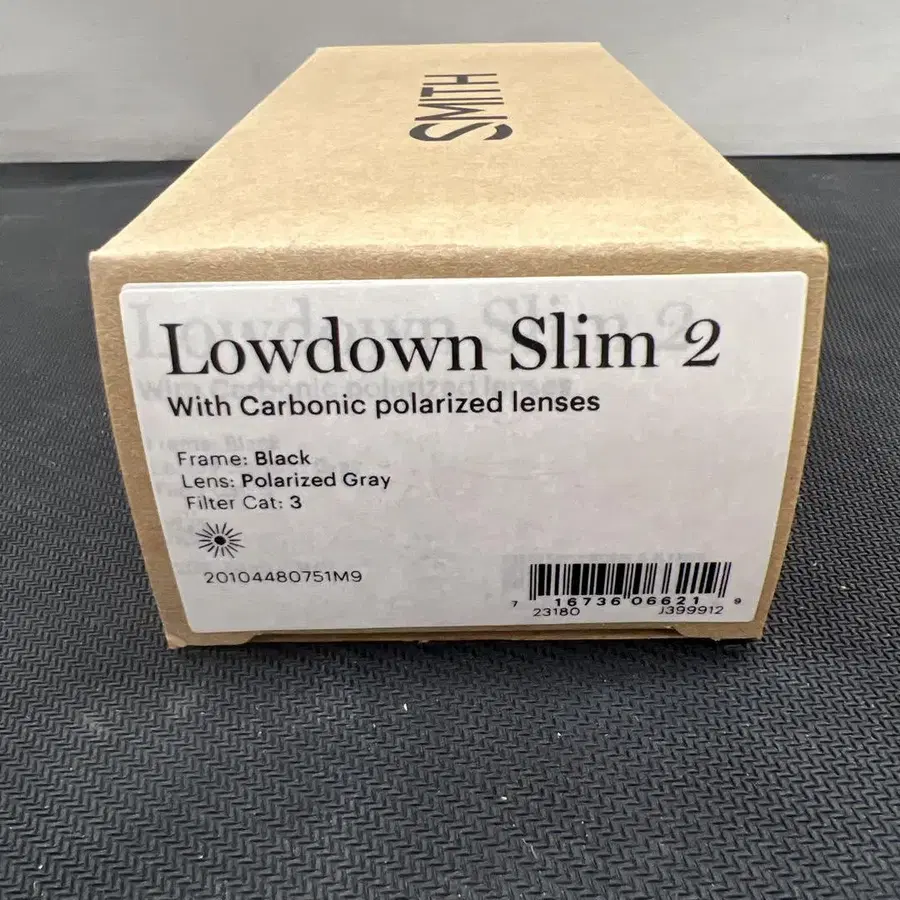 SMITH
Lowdown Slim 2
With Carbonic polarized lenses
Frame: Black
Lens: Polarized Gray
Filter Cat: 3
20104480751M9
7 16736 06621 9
23180 J399912